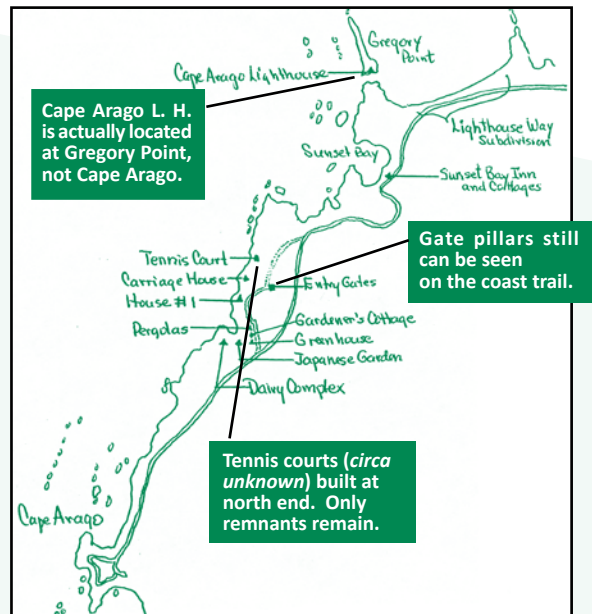 Gregory
Point
Cape Arago Lighthouse
Cape Arago L. H.
is actually located
at Gregory Point,
not Cape Arago.
Lighthouse Way
Subdivision
Sunset Bay
Sunset Bay Inn
and Cottages
Gate pillars still
can be seen
on the coast trail.
Tennis Court
Carriage House
Entry Gates
House #1
Pergolas
Gardener's Cottage
Greenhouse
Japanese Garden
Dairy Complex
Tennis courts (circa
unknown) built at
north end. Only
remnants remain.
Cape Arago